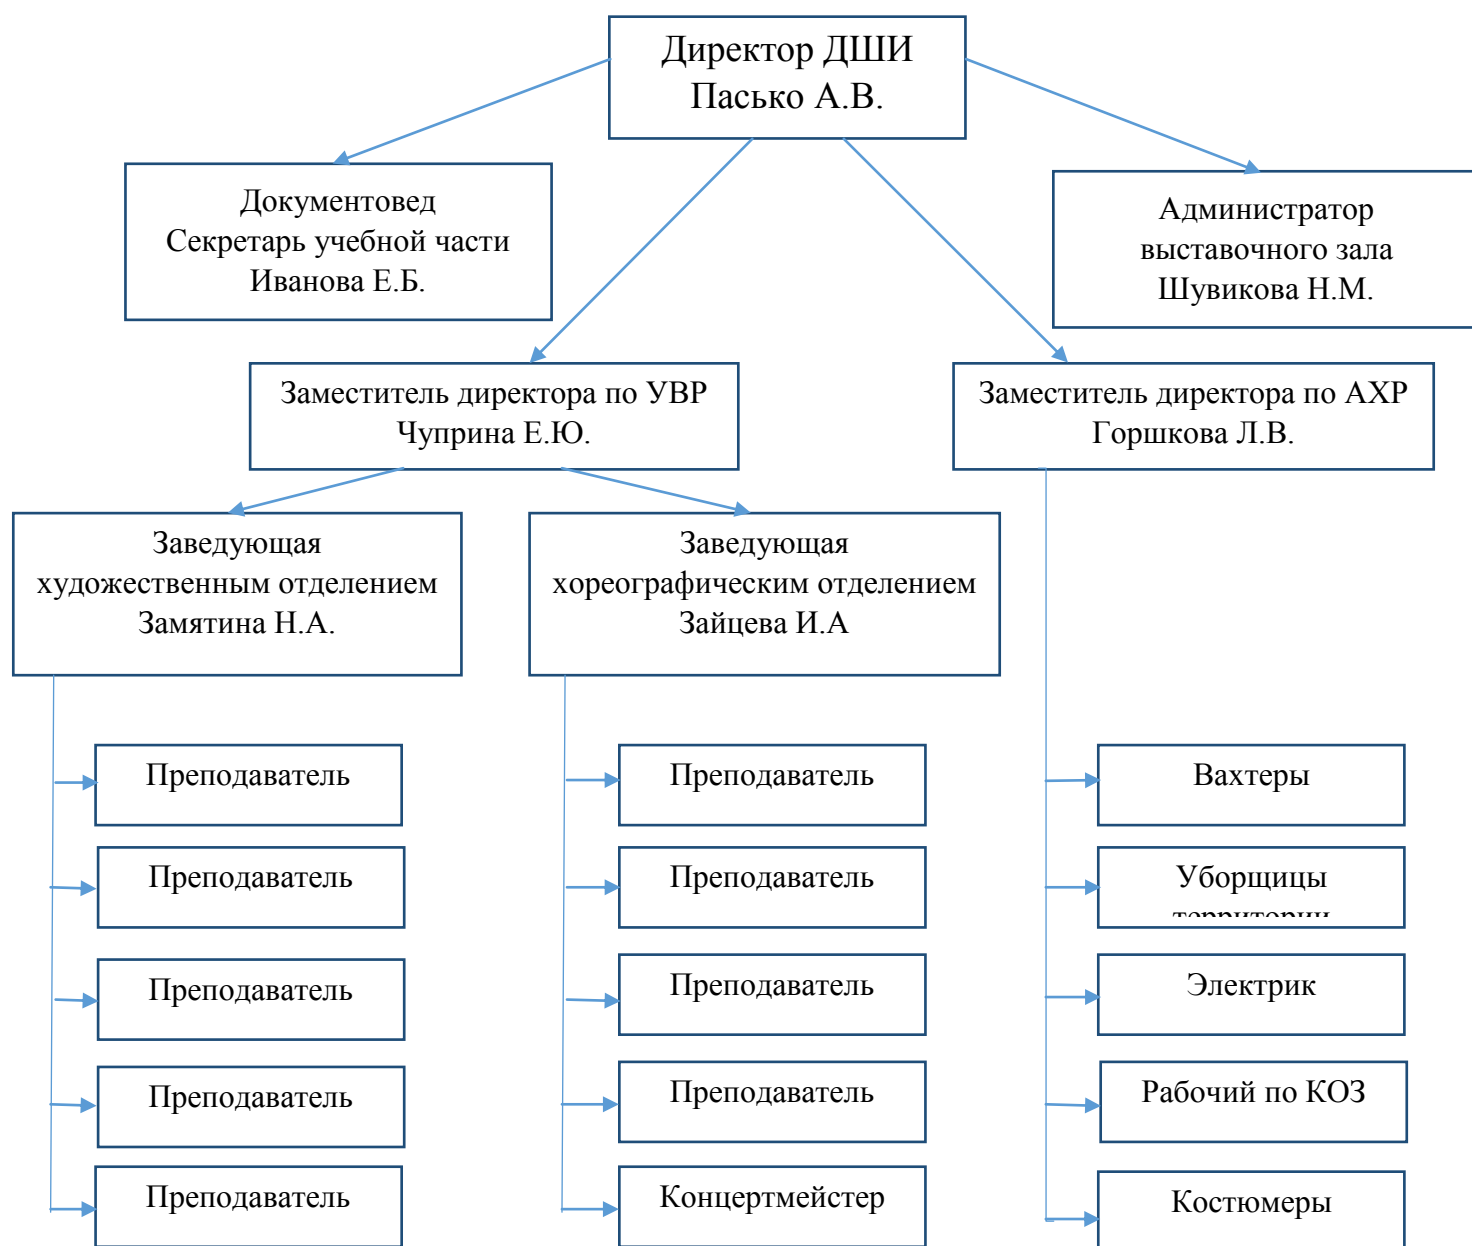 Директор ДШИ
Пасько А.В.
Документовед
Секретарь учебной части
Иванова Е.Б.
Администратор
выставочного зала
Шувикова Н.М.
Заместитель директора по УВР
Чуприна Е.Ю.
Заместитель директора по АХР
Горшкова Л.В.
Заведующая
художественным отделением
Замятина Н.А.
Заведующая
хореографическим отделением
Зайцева И.А
Преподаватель
Преподаватель
Преподаватель
Преподаватель
Преподаватель
Преподаватель
Преподаватель
Преподаватель
Преподаватель
Концертмейстер
Вахтеры
Уборщицы
территории
Электрик
Рабочий по КОЗ
Костюмеры